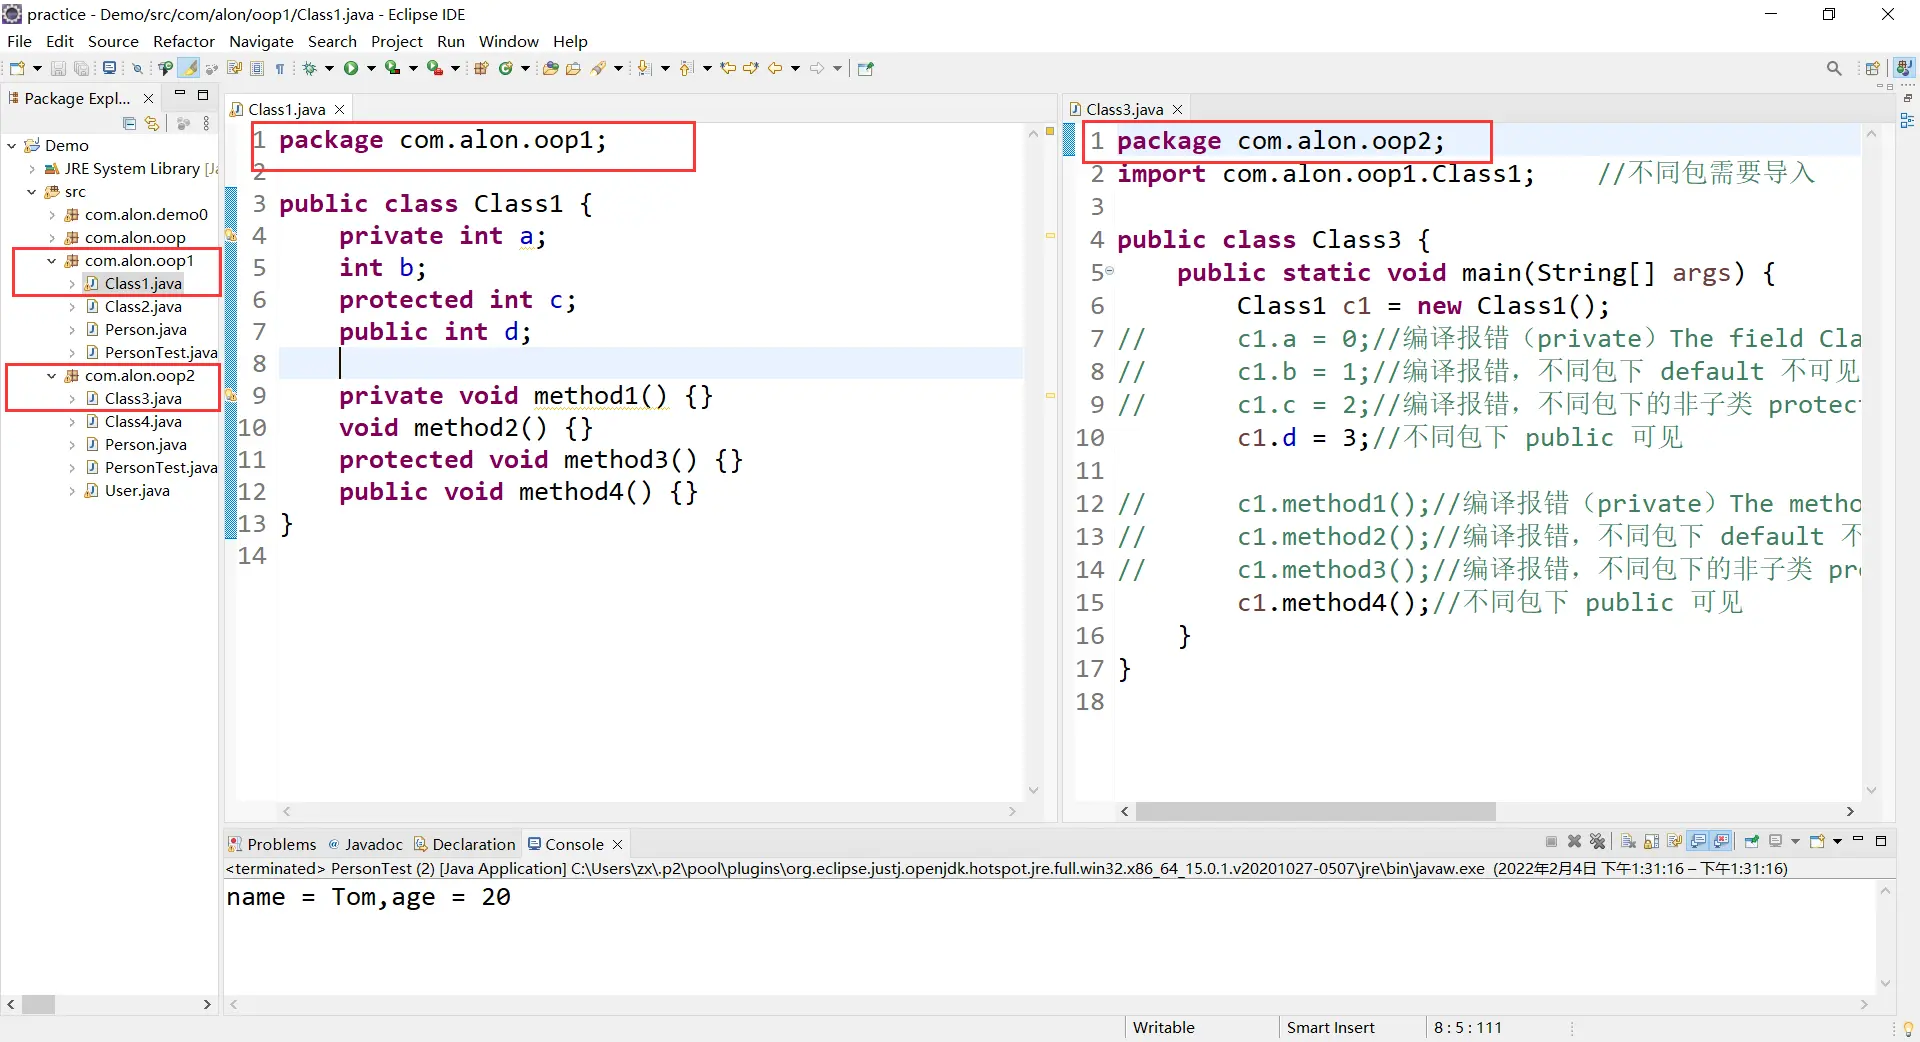 practice - Demo/src/com/alon/oop1/Class1.java - Eclipse IDE
File Edit Source Refactor Navigate Search Project Run Window Help
Package Expl...
Demo
JRE System Library [Ja
src
com.alon.demo0
com.alon.oop
com.alon.oop1
Class1.java
Class2.java
Person.java
PersonTest.java
com.alon.oop2
Class3.java
Class4.java
Person.java
PersonTest.java
User.java
Class1.java
1 package com.alon.oop1;
2
3 public class Class1 {
4 private int a;
5 int b;
6 protected int c;
7 public int d;
8
9 private void method1() {}
10 void method2() {}
11 protected void method3() {}
12 public void method4() {}
13 }
14
Class3.java
1 package com.alon.oop2;
2 import com.alon.oop1.Class1; //不同包需要导入
3
4 public class Class3 {
5 public static void main(String[] args) {
6 Class1 c1 = new Class1();
7 // c1.a = 0;//编译报错（private）The field Cla
8 // c1.b = 1;//编译报错，不同包下 default 不可见
9 // c1.c = 2;//编译报错，不同包下的非子类 protec
10 c1.d = 3;//不同包下 public 可见
11
12 // c1.method1();//编译报错（private）The metho
13 // c1.method2();//编译报错，不同包下 default 不
14 // c1.method3();//编译报错，不同包下的非子类 pr
15 c1.method4();//不同包下 public 可见
16 }
17 }
18
Problems @ Javadoc Declaration Console
<terminated> PersonTest (2) [Java Application] C:\Users\zx\.p2\pool\plugins\org.eclipse.justj.openjdk.hotspot.jre.full.win32.x86_64_15.0.1.v20201027-0507\jre\bin\javaw.exe (2022年2月4日 下午1:31:16 – 下午1:31:16)
name = Tom,age = 20
Writable Smart Insert 8 : 5 : 111